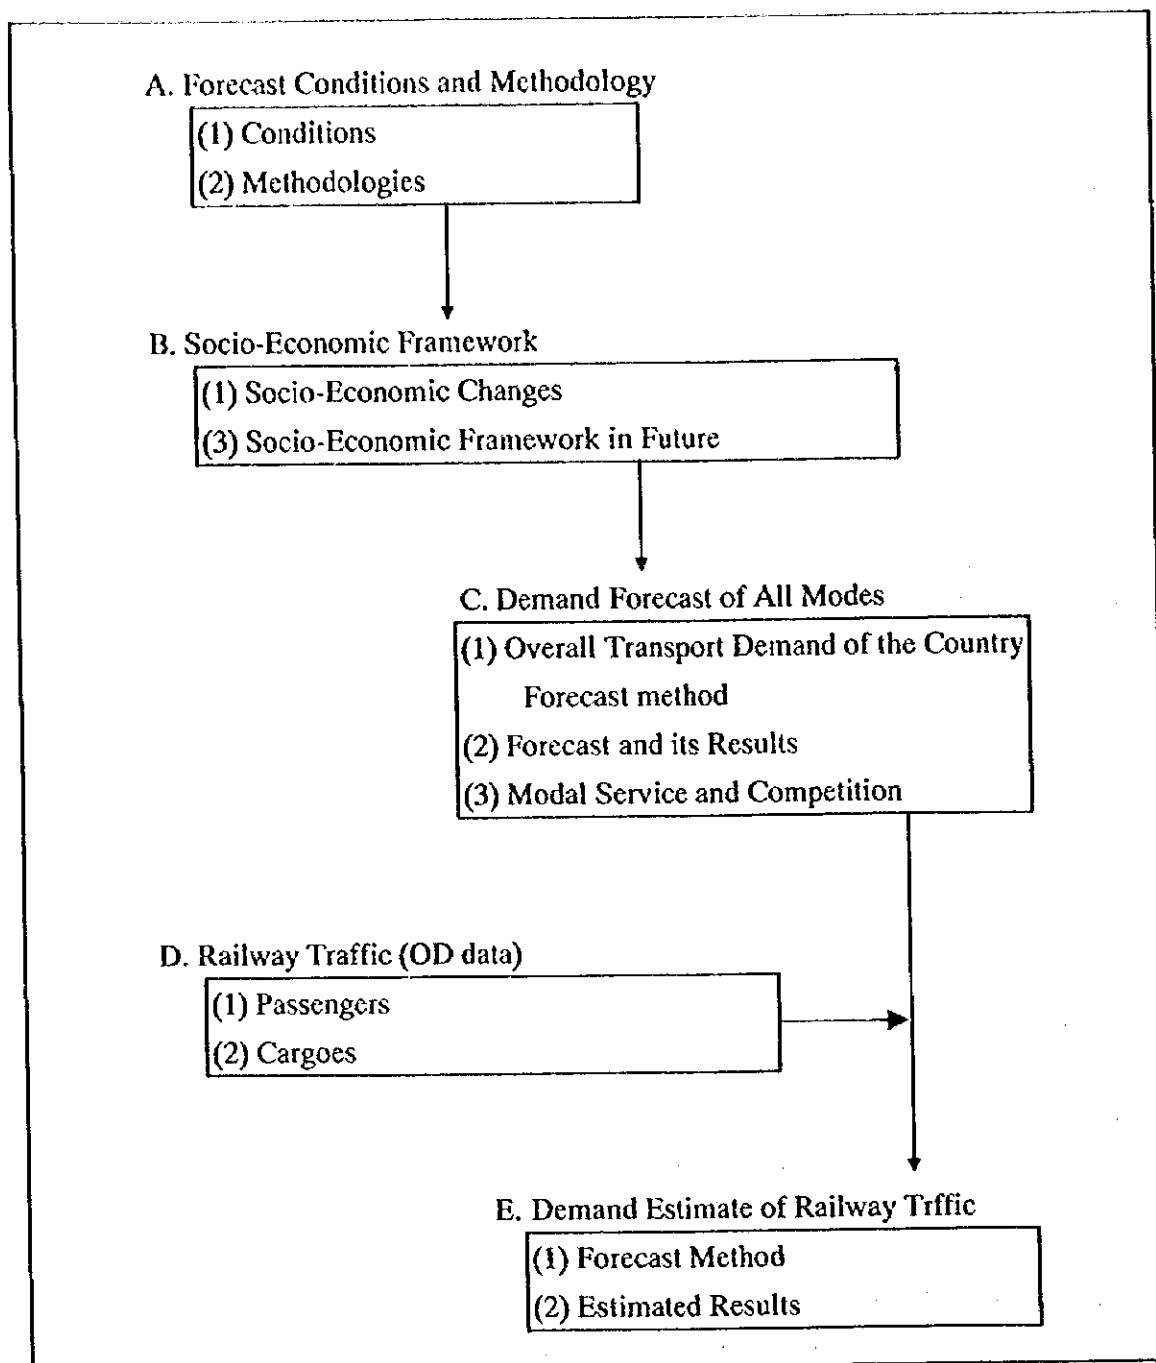 A. Forecast Conditions and Methodology
(1) Conditions
(2) Methodologies
B. Socio-Economic Framework
(1) Socio-Economic Changes
(3) Socio-Economic Framework in Future
C. Demand Forecast of All Modes
(1) Overall Transport Demand of the Country
Forecast method
(2) Forecast and its Results
(3) Modal Service and Competition
D. Railway Traffic (OD data)
(1) Passengers
(2) Cargoes
E. Demand Estimate of Railway Trffic
(1) Forecast Method
(2) Estimated Results